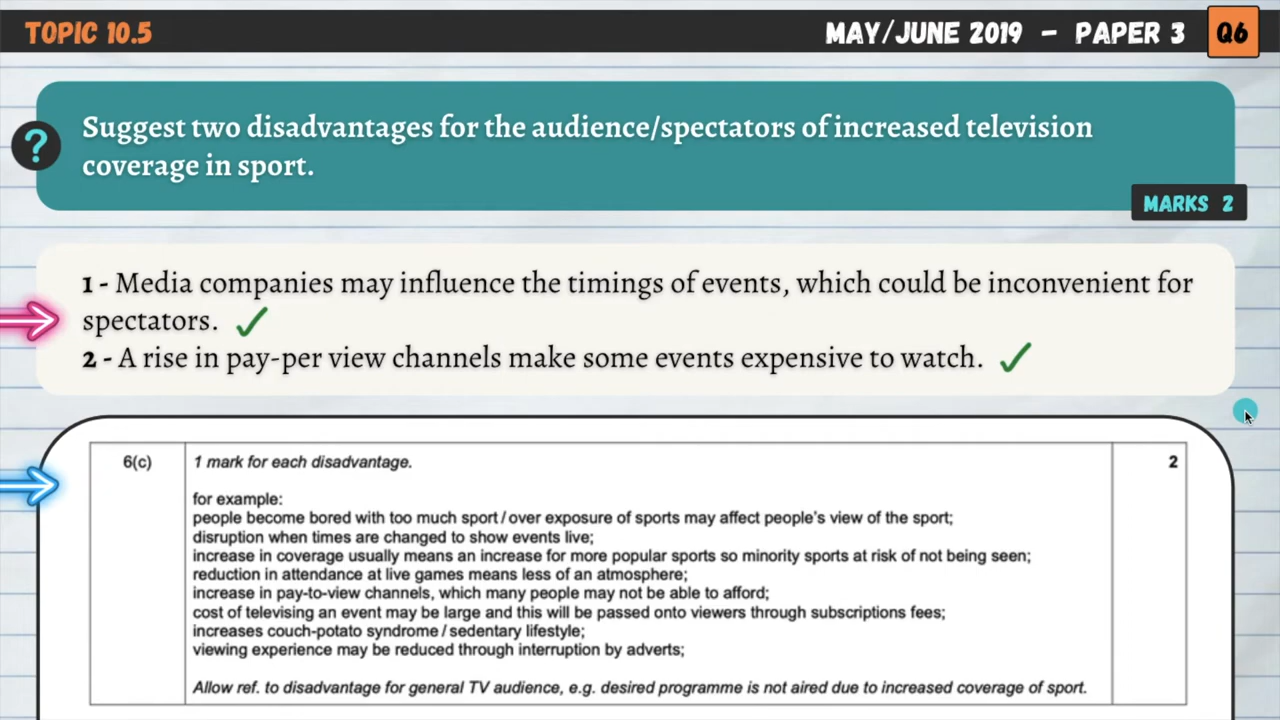 TOPIC 10.5
MAY/JUNE 2019 - PAPER 3
Q6
?
Suggest two disadvantages for the audience/spectators of increased television
coverage in sport.
MARKS 2
1 - Media companies may influence the timings of events, which could be inconvenient for
spectators.
2 - A rise in pay-per view channels make some events expensive to watch.
6(c)
1 mark for each disadvantage.
2
for example:
people become bored with too much sport/over exposure of sports may affect people's view of the sport;
disruption when times are changed to show events live;
increase in coverage usually means an increase for more popular sports so minority sports at risk of not being seen;
reduction in attendance at live games means less of an atmosphere;
increase in pay-to-view channels, which many people may not be able to afford;
cost of televising an event may be large and this will be passed onto viewers through subscriptions fees;
increases couch-potato syndrome/sedentary lifestyle;
viewing experience may be reduced through interruption by adverts;
Allow ref. to disadvantage for general TV audience, e.g. desired programme is not aired due to increased coverage of sport.